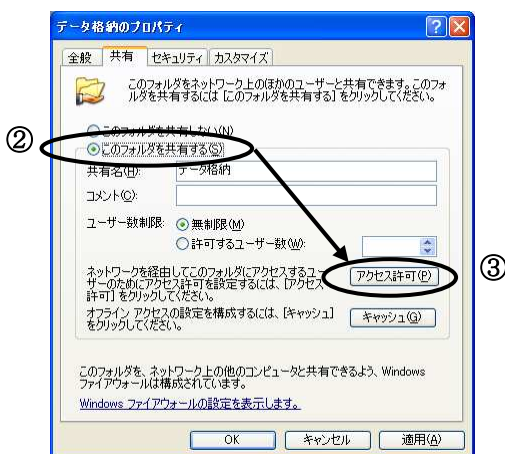 データ格納のプロパティ
全般 共有 セキュリティ カスタマイズ
このフォルダをネットワーク上のほかのユーザーと共有できます。このフォ
ルダを共有するには [このフォルダを共有する] をクリックしてください。
②
このフォルダを共有しない(N)
このフォルダを共有する(S)
共有名(H): データ格納
コメント(C):
ユーザー数制限: 無制限(M)
許可するユーザー数(W):
ネットワークを経由してこのフォルダにアクセスするユー
ザーのためにアクセス許可を設定するには、[アクセス
許可] をクリックしてください。
アクセス許可(P)
③
オフライン アクセスの設定を構成するには、[キャッシュ]
をクリックしてください。
キャッシュ(G)
このフォルダを、ネットワーク上の他のコンピュータと共有できるよう、Windows
ファイアウォールは構成されています。
Windows ファイアウォールの設定を表示します。
OK キャンセル 適用(A)